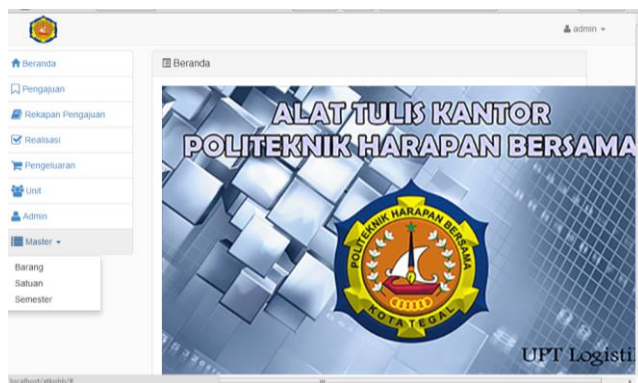 admin
Beranda
Beranda
Pengajuan
Rekapan Pengajuan
Realisasi
Pengeluaran
Unit
Admin
Master
Barang
Satuan
Semester
ALAT TULIS KANTOR
POLITEKNIK HARAPAN BERSAMA
POLITEKNIK HARAPAN BERSAMA
KOTA TEGAL
UPT Logisti